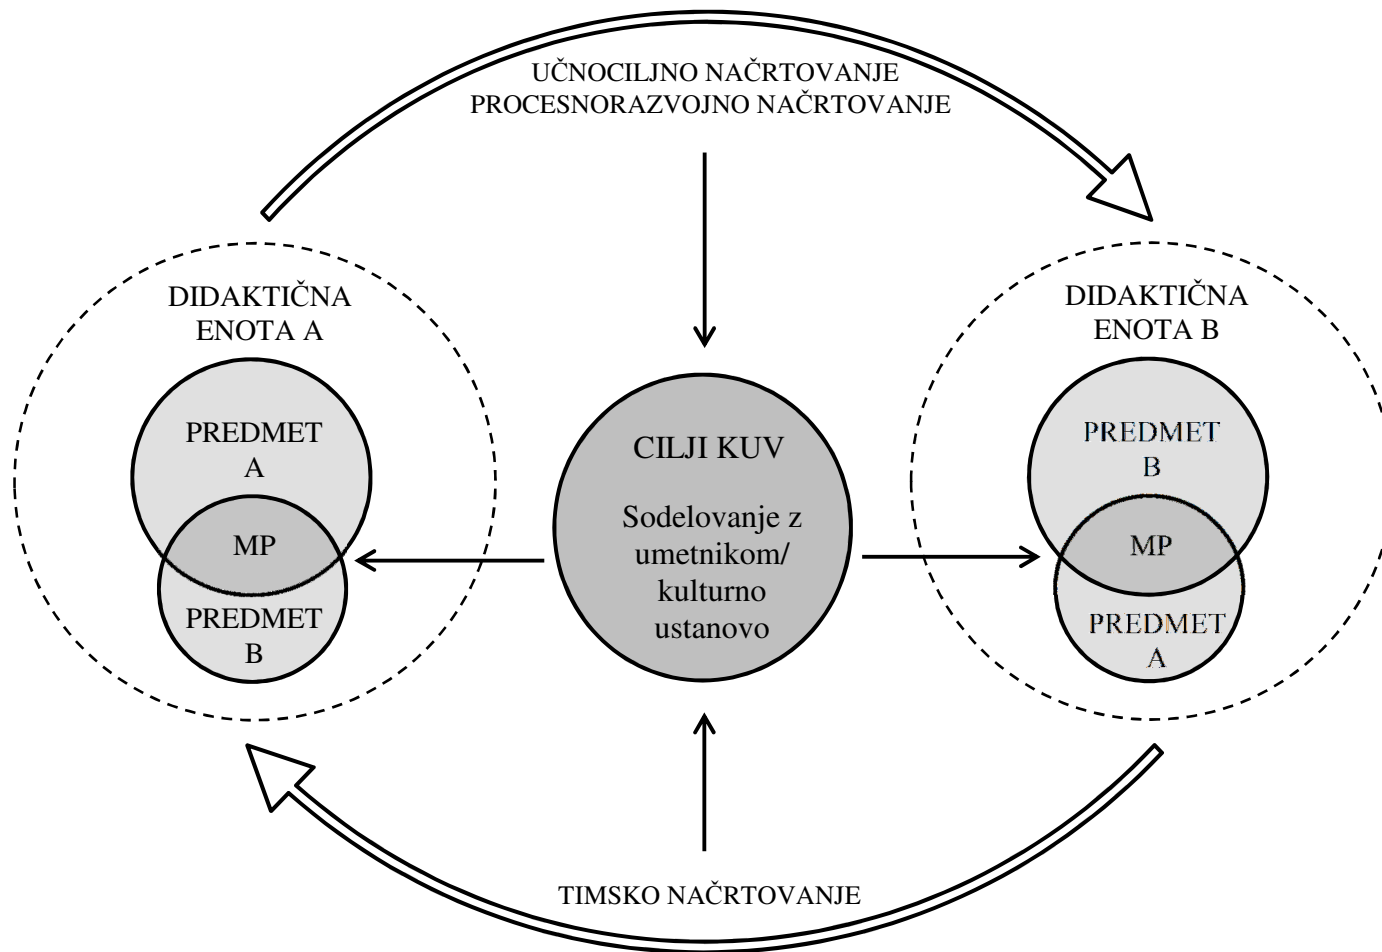 UČNOCILJNO NAČRTOVANJE
PROCESNORAZVOJNO NAČRTOVANJE
DIDAKTIČNA
ENOTA A
PREDMET
A
MP
PREDMET
B
CILJI KUV
Sodelovanje z
umetnikom/
kulturno
ustanovo
DIDAKTIČNA
ENOTA B
PREDMET
B
MP
PREDMET
A
TIMSKO NAČRTOVANJE